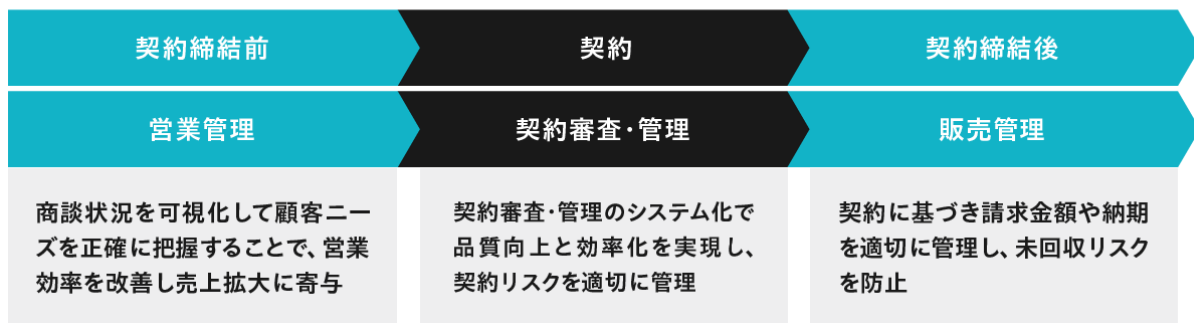 契約締結前
契約
契約締結後
営業管理
契約審査・管理
販売管理
商談状況を可視化して顧客ニー
ズを正確に把握することで、営業
効率を改善し売上拡大に寄与
契約審査・管理のシステム化で
品質向上と効率化を実現し、
契約リスクを適切に管理
契約に基づき請求金額や納期
を適切に管理し、未回収リスク
を防止